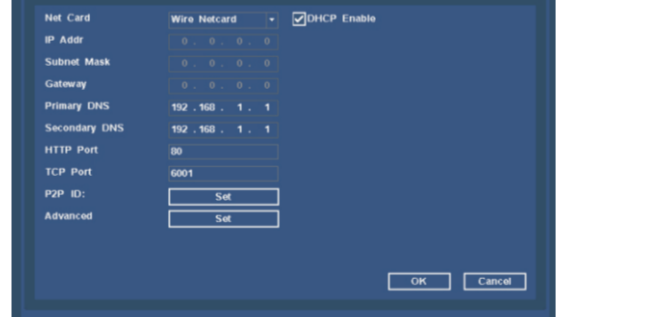 Net Card Wire Netcard DHCP Enable
IP Addr 0 . 0 . 0 . 0
Subnet Mask 0 . 0 . 0 . 0
Gateway 0 . 0 . 0 . 0
Primary DNS 192 . 168 . 1 . 1
Secondary DNS 192 . 168 . 1 . 1
HTTP Port 80
TCP Port 6001
P2P ID: Set
Advanced Set
OK Cancel